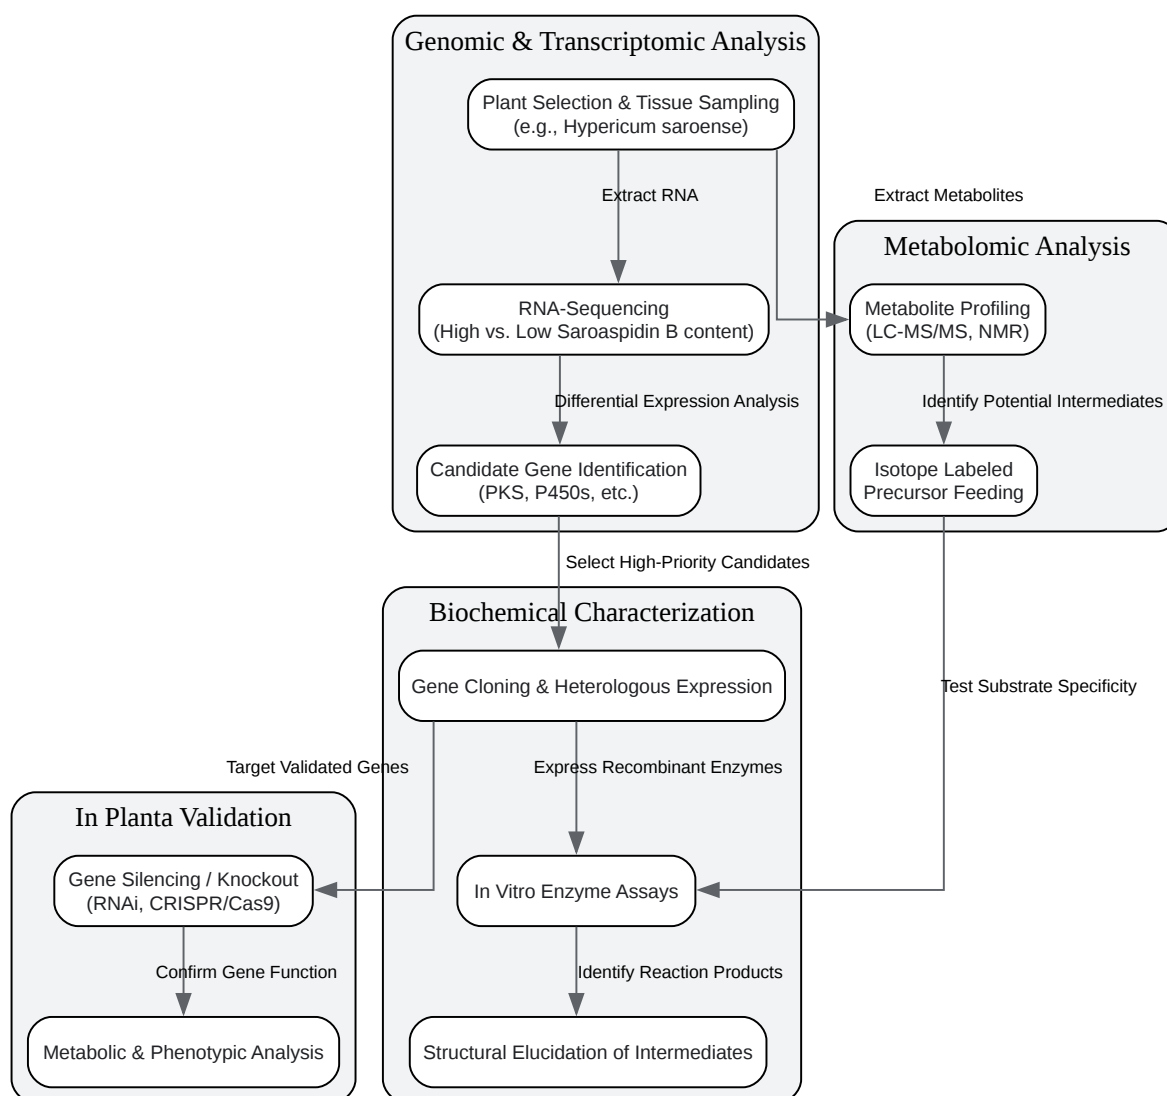 Genomic & Transcriptomic Analysis
Plant Selection & Tissue Sampling
(e.g., Hypericum saroense)
Extract RNA
Extract Metabolites
Metabolomic Analysis
RNA-Sequencing
(High vs. Low Saroaspidin B content)
Metabolite Profiling
(LC-MS/MS, NMR)
Differential Expression Analysis
Identify Potential Intermediates
Candidate Gene Identification
(PKS, P450s, etc.)
Isotope Labeled
Precursor Feeding
Select High-Priority Candidates
Biochemical Characterization
Gene Cloning & Heterologous Expression
Test Substrate Specificity
Target Validated Genes
Express Recombinant Enzymes
In Planta Validation
Gene Silencing / Knockout
(RNAi, CRISPR/Cas9)
In Vitro Enzyme Assays
Confirm Gene Function
Identify Reaction Products
Metabolic & Phenotypic Analysis
Structural Elucidation of Intermediates